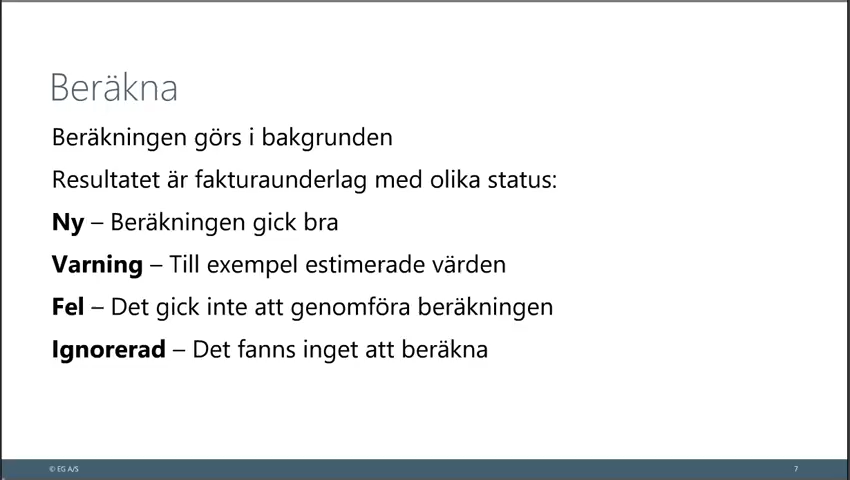 Beräkna
Beräkningen görs i bakgrunden
Resultatet är fakturaunderlag med olika status:
Ny – Beräkningen gick bra
Varning – Till exempel estimerade värden
Fel – Det gick inte att genomföra beräkningen
Ignorerad – Det fanns inget att beräkna
© EG A/S
7